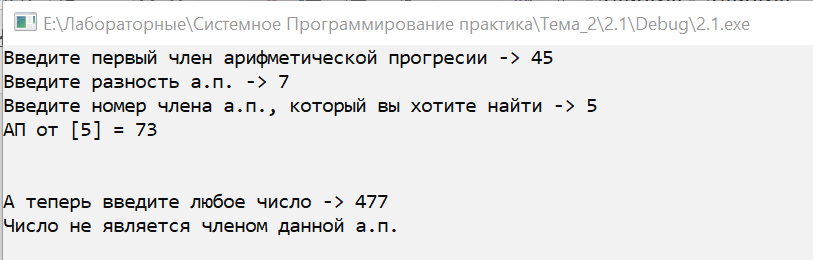 E:\Лабораторные\Системное Программирование практика\Тема_2\2.1\Debug\2.1.exe
Введите первый член арифметической прогресии -> 45
Введите разность а.п. -> 7
Введите номер члена а.п., который вы хотите найти -> 5
АП от [5] = 73
А теперь введите любое число -> 477
Число не является членом данной а.п.